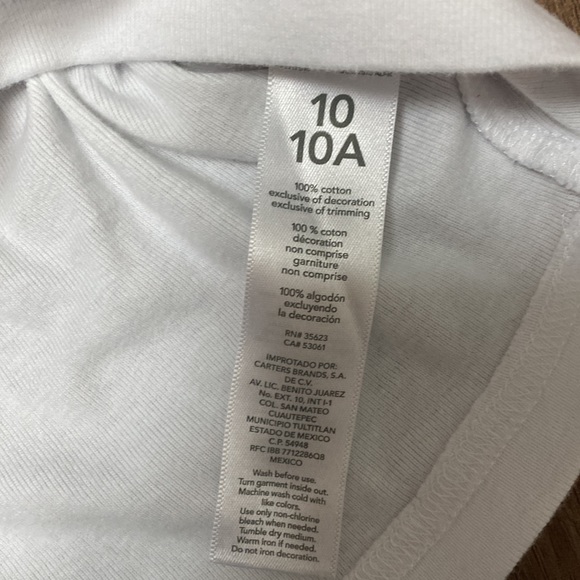 10
10A
100% cotton
exclusive of decoration
exclusive of trimming
100 % coton
décoration
non comprise
garniture
non comprise
100% algodón
excluyendo
la decoración
RN# 35623
CA# 53061
IMPROTADO POR:
CARTERS BRANDS, S.A.
DE C.V.
AV. LIC. BENITO JUAREZ
No. EXT. 10, INT I-1
COL. SAN MATEO
CUAUTEPEC
MUNICIPIO TULTITLAN
ESTADO DE MEXICO
C.P. 54948
RFC IBB 7712286Q8
MEXICO
Wash before use.
Turn garment inside out.
Machine wash cold with
like colors.
Use only non-chlorine
bleach when needed.
Tumble dry medium.
Warm iron if needed.
Do not iron decoration.